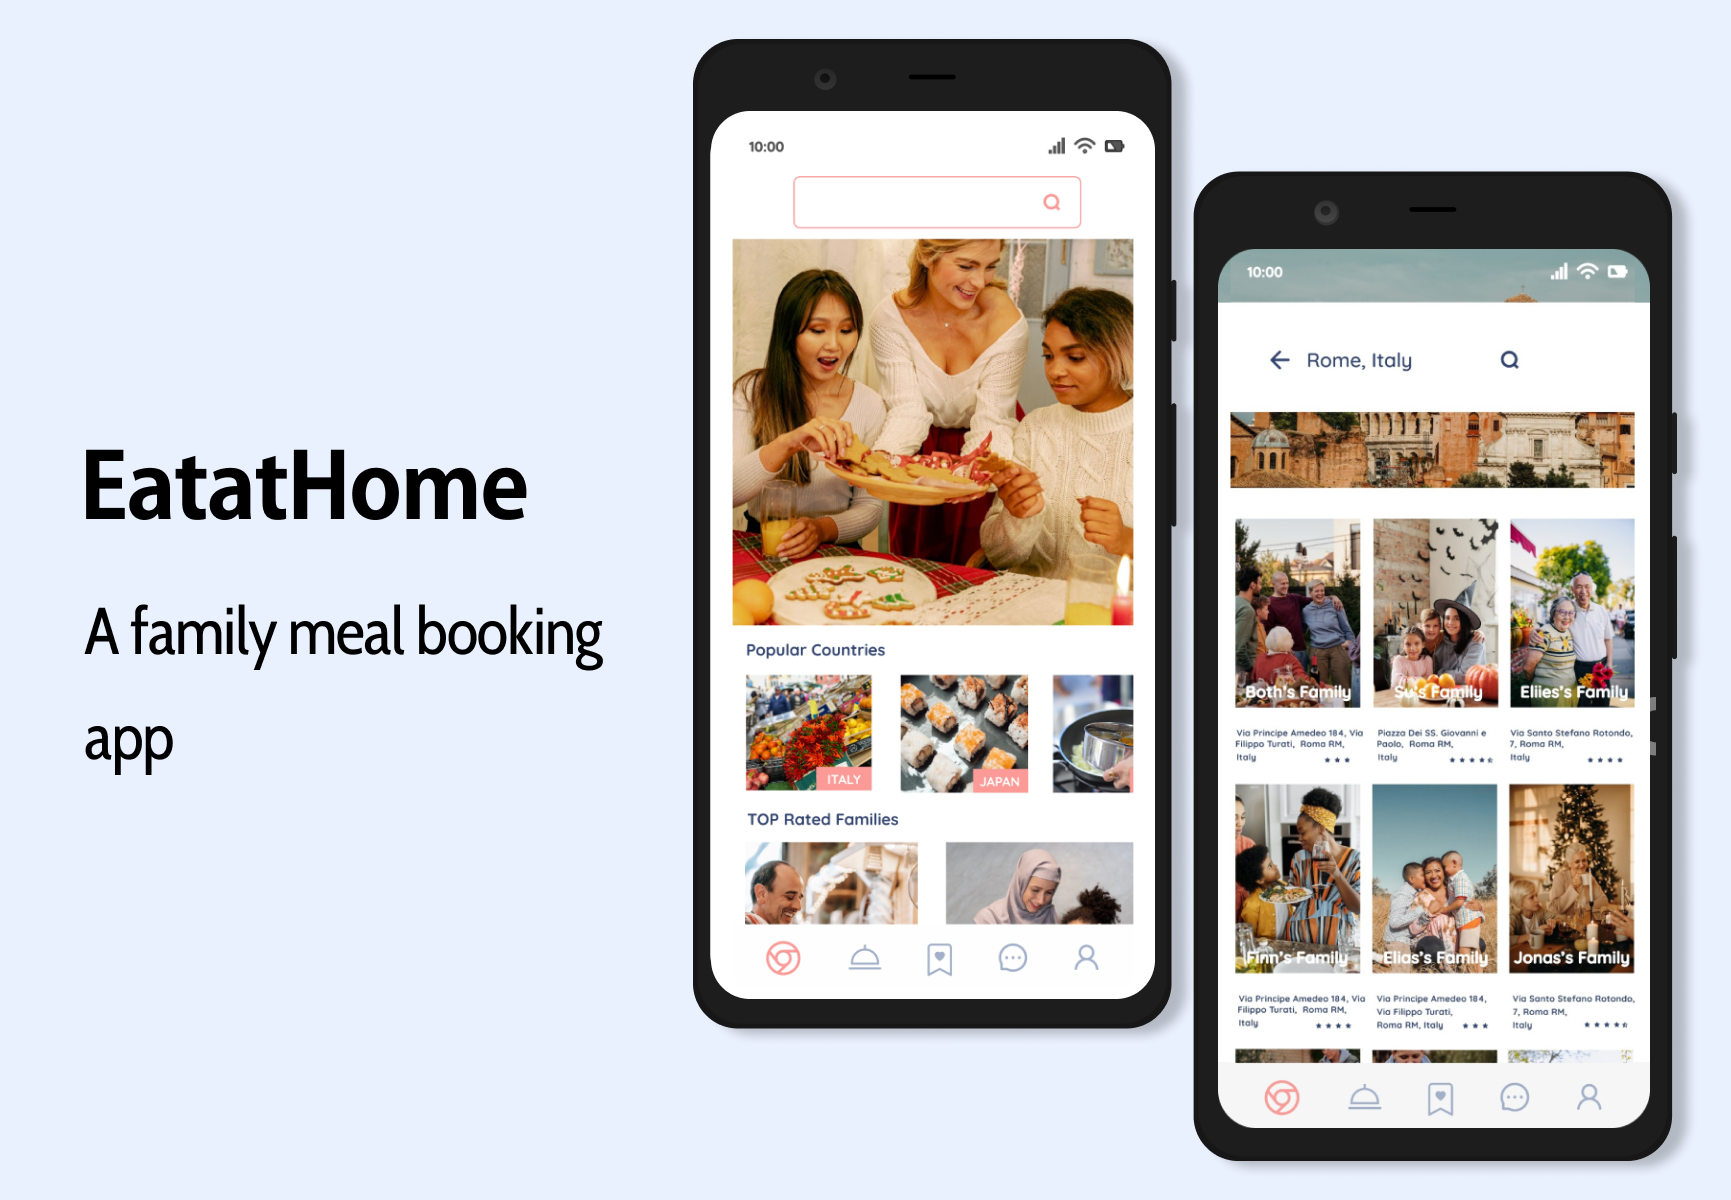 EatatHome
A family meal booking
app
10:00
Popular Countries
ITALY
JAPAN
TOP Rated Families
10:00
Rome, Italy
Both's Family
Su's Family
Eliies's Family
Via Principe Amedeo 184, Via
Filippo Turati, Roma RM,
Italy
Piazza Dei SS. Giovanni e
Paolo, Roma RM,
Italy
Via Santo Stefano Rotondo,
7, Roma RM,
Italy
Finn's Family
Elias's Family
Jonas's Family
Via Principe Amedeo 184, Via
Filippo Turati, Roma RM,
Italy
Via Principe Amedeo 184,
Via Filippo Turati,
Roma RM, Italy
Via Santo Stefano Rotondo,
7, Roma RM,
Italy